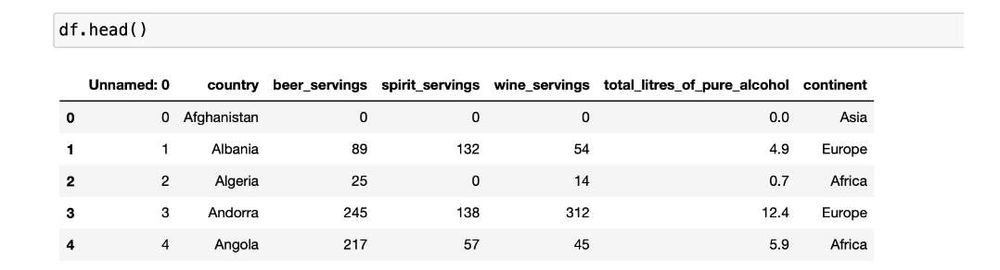 df.head()
Unnamed: 0 country beer_servings spirit_servings wine_servings total_litres_of_pure_alcohol continent
0 0 Afghanistan 0 0 0 0.0 Asia
1 1 Albania 89 132 54 4.9 Europe
2 2 Algeria 25 0 14 0.7 Africa
3 3 Andorra 245 138 312 12.4 Europe
4 4 Angola 217 57 45 5.9 Africa